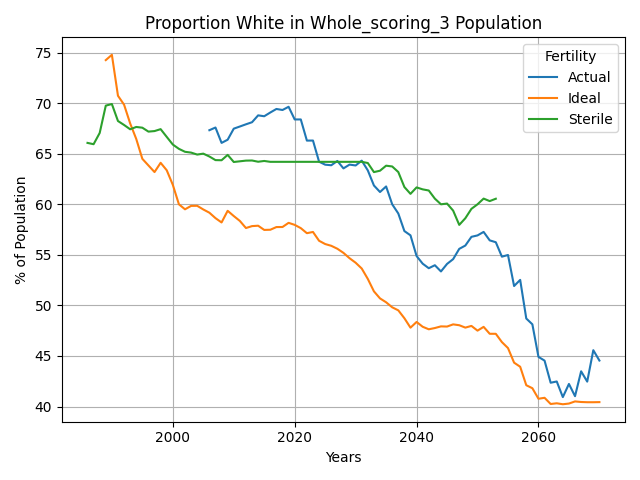 Proportion White in Whole_scoring_3 Population
Fertility
Actual
Ideal
Sterile
% of Population
75
70
65
60
55
50
45
40
2000
2020
2040
2060
Years